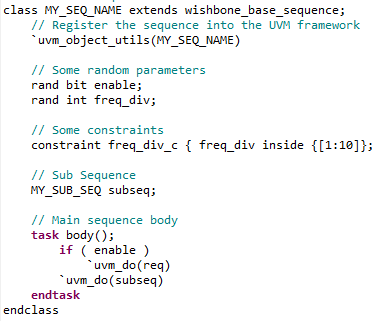 class MY_SEQ_NAME extends wishbone_base_sequence;
// Register the sequence into the UVM framework
`uvm_object_utils(MY_SEQ_NAME)
// Some random parameters
rand bit enable;
rand int freq_div;
// Some constraints
constraint freq_div_c { freq_div inside {[1:10]};
// Sub Sequence
MY_SUB_SEQ subseq;
// Main sequence body
task body();
if ( enable )
`uvm_do(req)
`uvm_do(subseq)
endtask
endclass